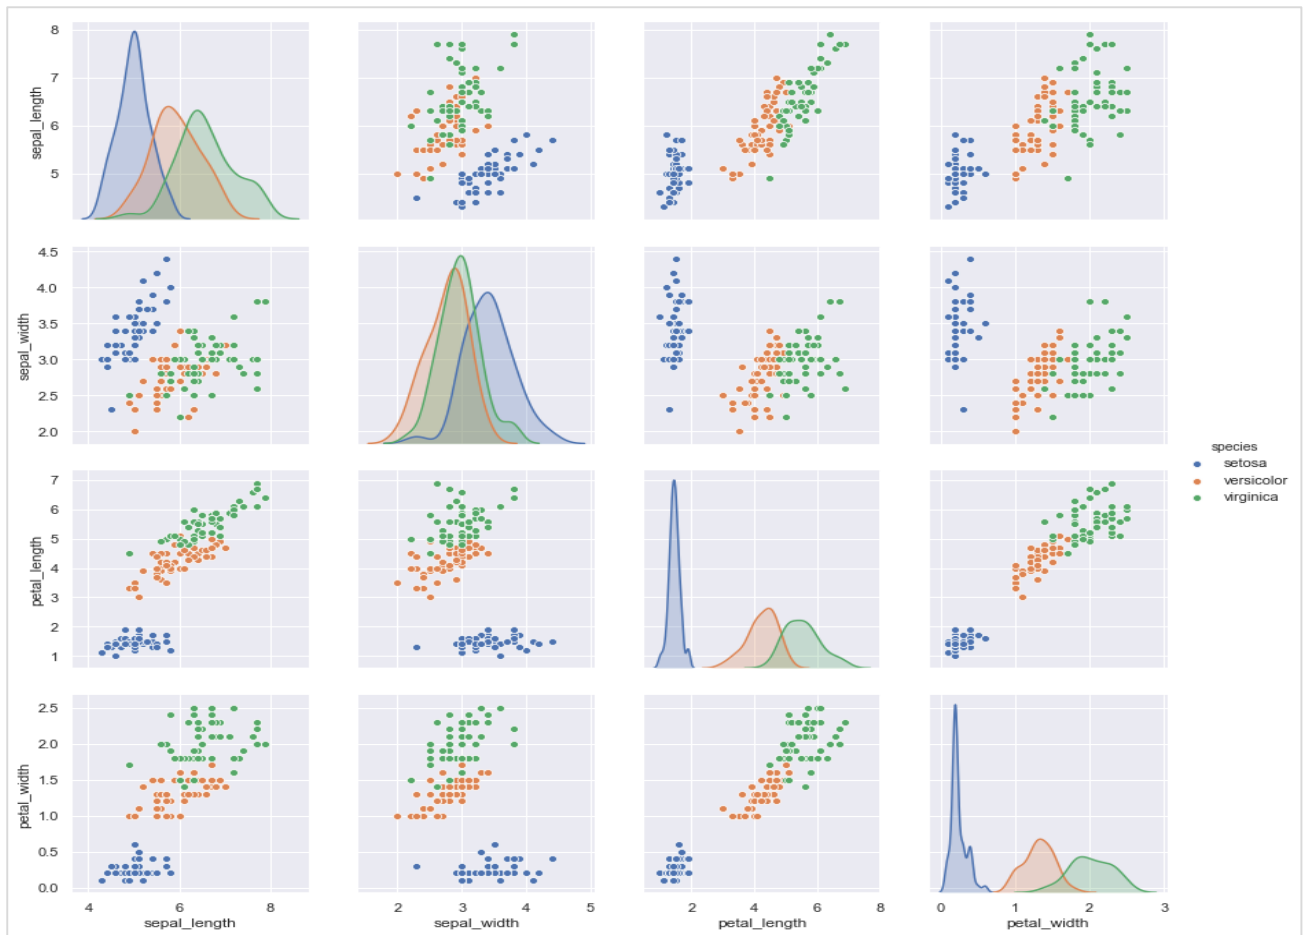 8
7
6
5
sepal_length
4.5
4.0
3.5
3.0
2.5
2.0
sepal_width
species
setosa
versicolor
virginica
7
6
5
4
3
2
1
petal_length
2.5
2.0
1.5
1.0
0.5
0.0
petal_width
4 6 8 2 3 4 5 2 4 6 8 0 1 2 3
sepal_length sepal_width petal_length petal_width